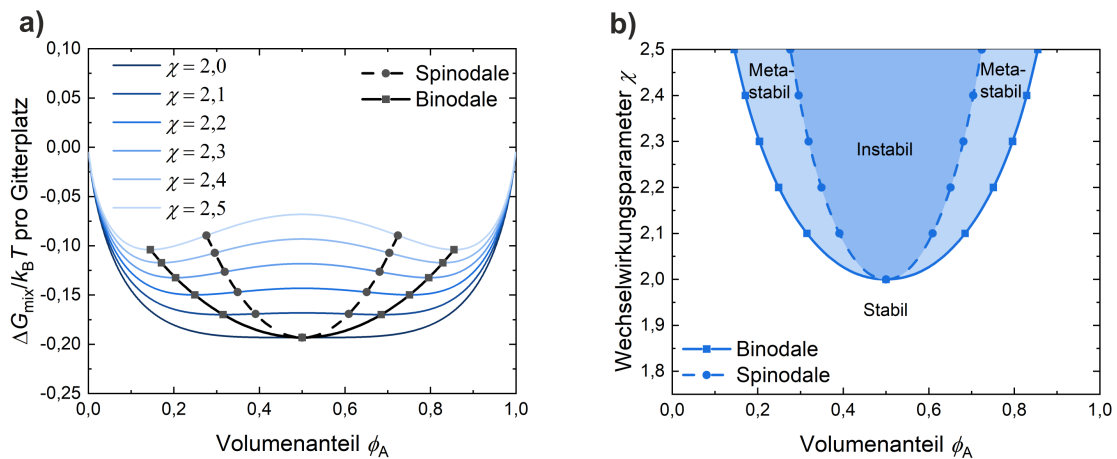 a)
0,10
0,05
0,00
-0,05
-0,10
-0,15
-0,20
-0,25
ΔG_mix/k_BT pro Gitterplatz
χ = 2,0
χ = 2,1
χ = 2,2
χ = 2,3
χ = 2,4
χ = 2,5
Spinodale
Binodale
0,0 0,2 0,4 0,6 0,8 1,0
Volumenanteil ϕ_A
b)
2,5
2,4
2,3
2,2
2,1
2,0
1,9
1,8
Wechselwirkungsparameter χ
Meta-
stabil
Meta-
stabil
Instabil
Stabil
Binodale
Spinodale
0,0 0,2 0,4 0,6 0,8 1,0
Volumenanteil ϕ_A